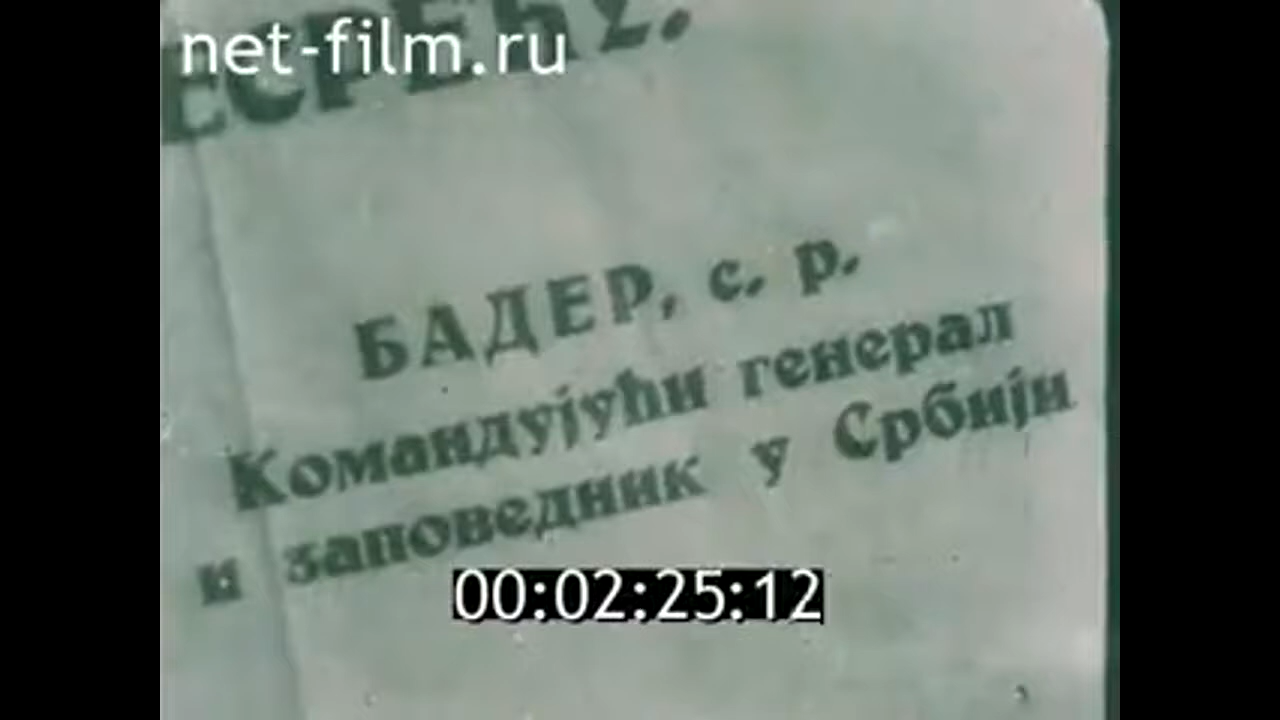 net-film.ru
БАДЕР, с. р.
Командујући генерал
и заповедник у Србији
00:02:25:12